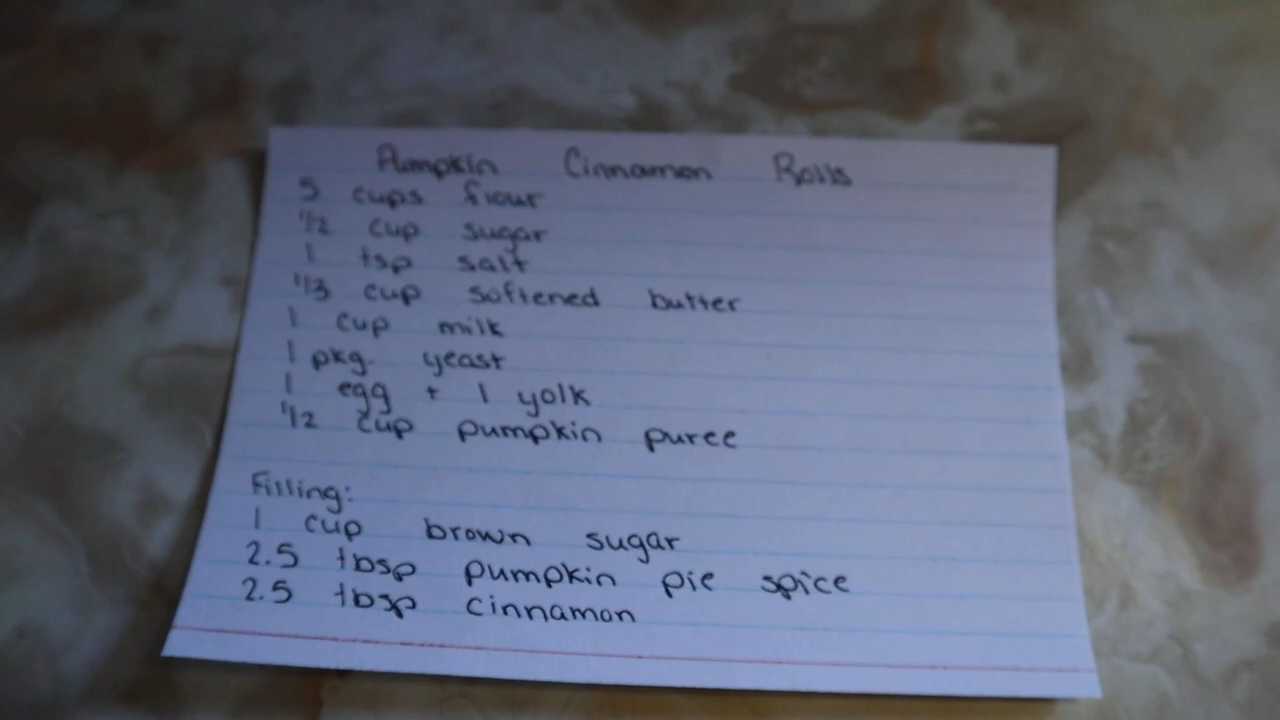 Pumpkin Cinnamon Rolls
5 cups flour
1/2 cup sugar
1 tsp salt
1/3 cup softened butter
1 cup milk
1 pkg. yeast
1 egg + 1 yolk
1/2 cup pumpkin puree
Filling:
1 cup brown sugar
2.5 tbsp pumpkin pie spice
2.5 tbsp cinnamon